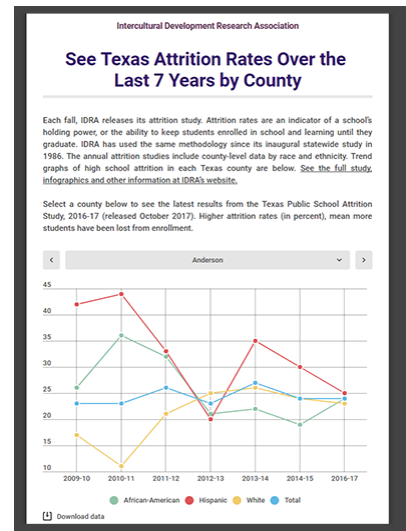 Intercultural Development Research Association
See Texas Attrition Rates Over the
Last 7 Years by County
Each fall, IDRA releases its attrition study. Attrition rates are an indicator of a school's
holding power, or the ability to keep students enrolled in school and learning until they
graduate. IDRA has used the same methodology since its inaugural statewide study in
1986. The annual attrition studies include county-level data by race and ethnicity. Trend
graphs of high school attrition in each Texas county are below. See the full study,
infographics and other information at IDRA's website.
Select a county below to see the latest results from the Texas Public School Attrition
Study, 2016-17 (released October 2017). Higher attrition rates (in percent), mean more
students have been lost from enrollment.
Anderson
45
40
35
30
25
20
15
10
2009-10 2010-11 2011-12 2012-13 2013-14 2014-15 2016-17
African-American Hispanic White Total
Download data